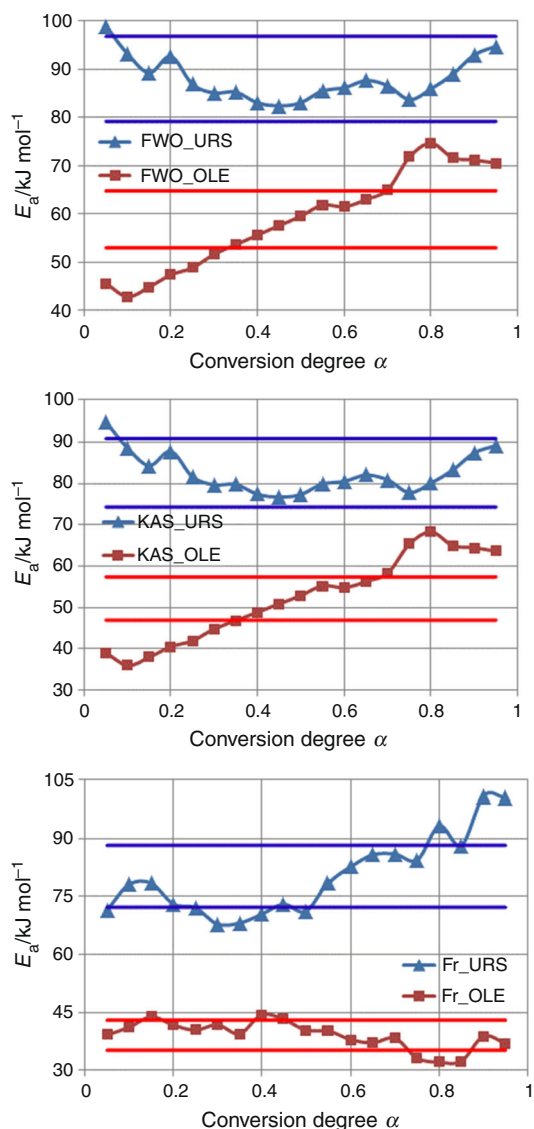 100
90
80
70
60
50
40
Eₐ/kJ mol⁻¹
FWO_URS
FWO_OLE
0 0.2 0.4 0.6 0.8 1
Conversion degree α
100
90
80
70
60
50
40
30
Eₐ/kJ mol⁻¹
KAS_URS
KAS_OLE
0 0.2 0.4 0.6 0.8 1
Conversion degree α
105
90
75
60
45
30
Eₐ/kJ mol⁻¹
Fr_URS
Fr_OLE
0 0.2 0.4 0.6 0.8 1
Conversion degree α